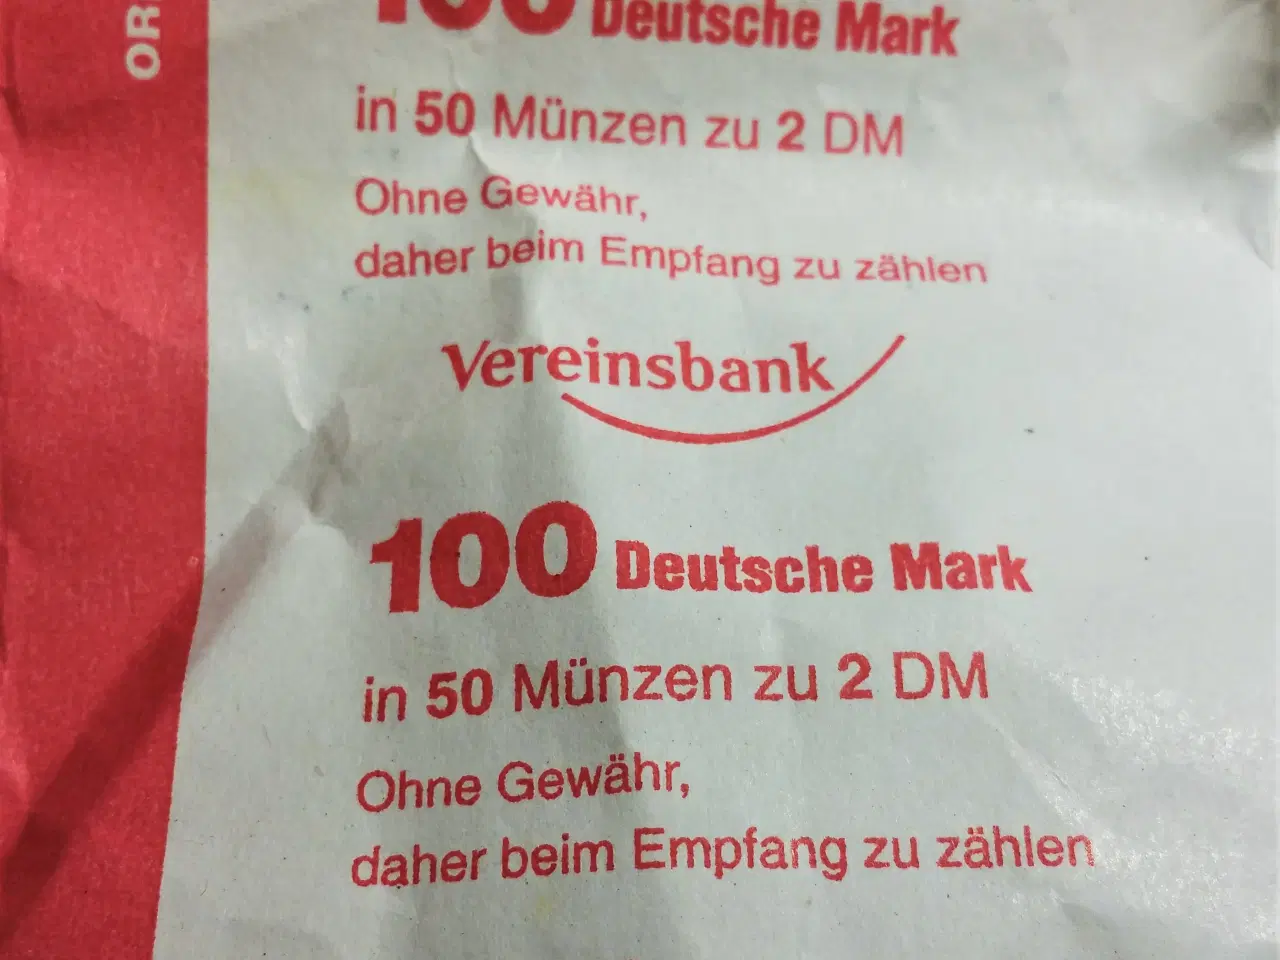 100 Deutsche Mark
in 50 Münzen zu 2 DM
Ohne Gewähr,
daher beim Empfang zu zählen
Vereinsbank
100 Deutsche Mark
in 50 Münzen zu 2 DM
Ohne Gewähr,
daher beim Empfang zu zählen